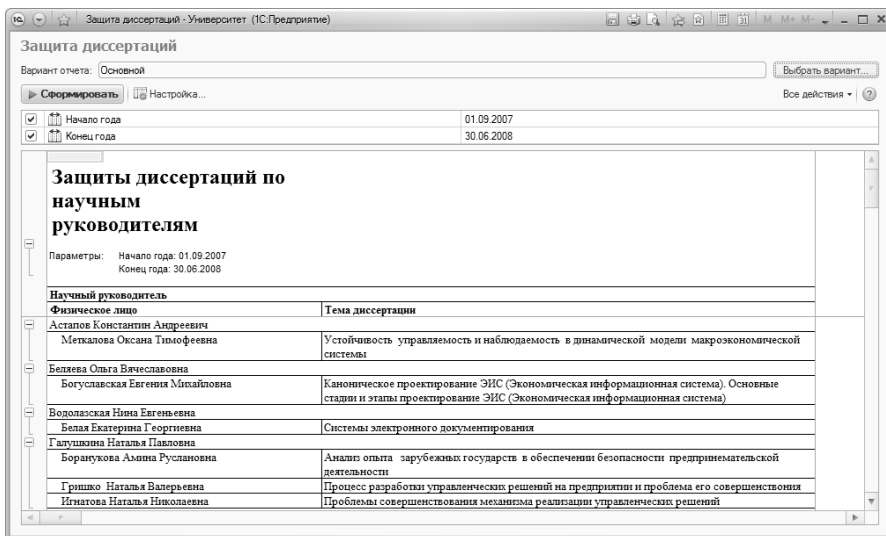 Защита диссертаций - Университет (1С:Предприятие)
M M+ M-
Защита диссертаций
Вариант отчета: Основной
Выбрать вариант...
Сформировать Настройка... Все действия
Начало года 01.09.2007
Конец года 30.06.2008
Защиты диссертаций по
научным
руководителям
Параметры: Начало года: 01.09.2007
Конец года: 30.06.2008
Научный руководитель
Физическое лицо Тема диссертации
Астапов Константин Андреевич
Меткалова Оксана Тимофеевна Устойчивость управляемость и наблюдаемость в динамической модели макроэкономической
системы
Беляева Ольга Вячеславовна
Богуславская Евгения Михайловна Каноническое проектирование ЭИС (Экономическая информационная система). Основные
стадии и этапы проектирование ЭИС (Экономическая информационная система)
Водолазская Нина Евгеньевна
Белая Екатерина Георгиевна Системы электронного документирования
Галушкина Наталья Павловна
Боранукова Амина Руслановна Анализ опыта зарубежных государств в обеспечении безопасности предпринемательской
деятельности
Гришко Наталья Валерьевна Процесс разработки управленческих решений на предприятии и проблема его совершенствония
Игнатова Наталья Николаевна Проблемы совершенствования механизма реализации управленческих решений